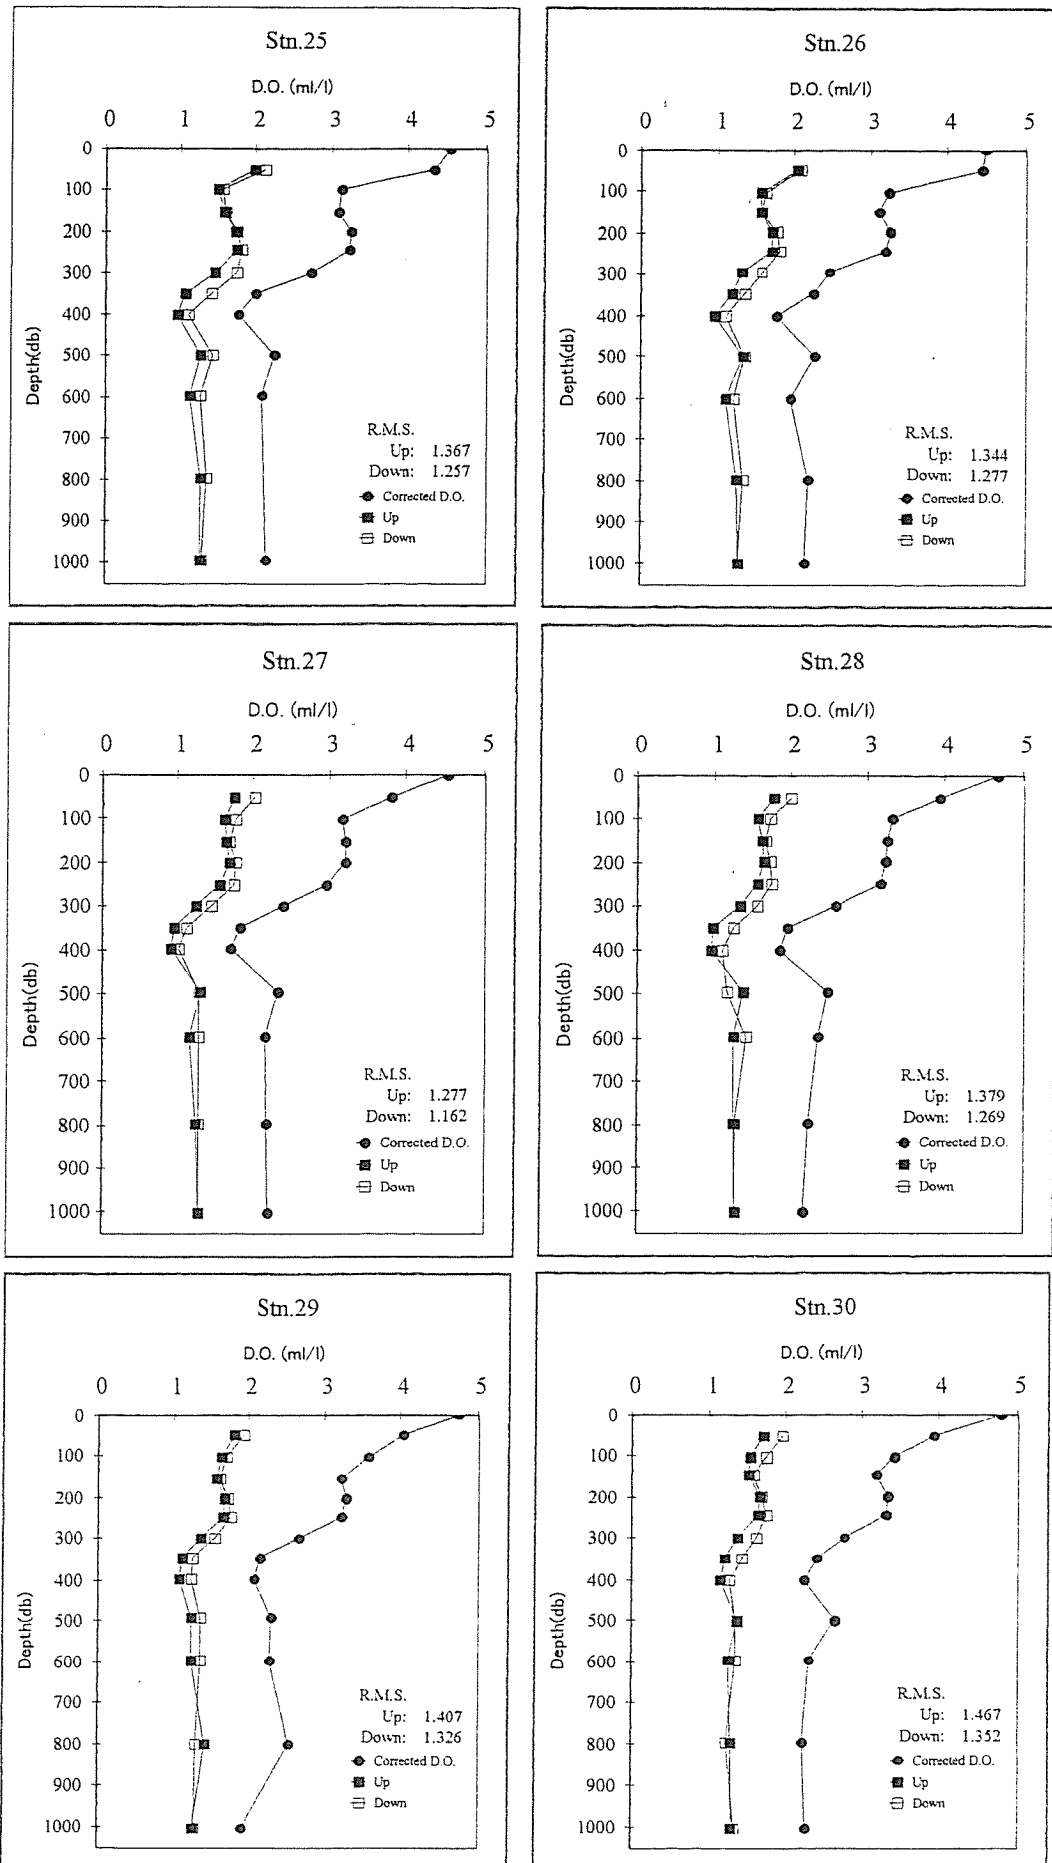 Stn.25
D.O. (ml/l)
0 1 2 3 4 5
0
100
200
300
400
500
600
700
800
900
1000
Depth(db)
R.M.S.
Up: 1.367
Down: 1.257
Corrected D.O.
Up
Down
Stn.26
D.O. (ml/l)
0 1 2 3 4 5
0
100
200
300
400
500
600
700
800
900
1000
Depth(db)
R.M.S.
Up: 1.344
Down: 1.277
Corrected D.O.
Up
Down
Stn.27
D.O. (ml/l)
0 1 2 3 4 5
0
100
200
300
400
500
600
700
800
900
1000
Depth(db)
R.M.S.
Up: 1.277
Down: 1.162
Corrected D.O.
Up
Down
Stn.28
D.O. (ml/l)
0 1 2 3 4 5
0
100
200
300
400
500
600
700
800
900
1000
Depth(db)
R.M.S.
Up: 1.379
Down: 1.269
Corrected D.O.
Up
Down
Stn.29
D.O. (ml/l)
0 1 2 3 4 5
0
100
200
300
400
500
600
700
800
900
1000
Depth(db)
R.M.S.
Up: 1.407
Down: 1.326
Corrected D.O.
Up
Down
Stn.30
D.O. (ml/l)
0 1 2 3 4 5
0
100
200
300
400
500
600
700
800
900
1000
Depth(db)
R.M.S.
Up: 1.467
Down: 1.352
Corrected D.O.
Up
Down